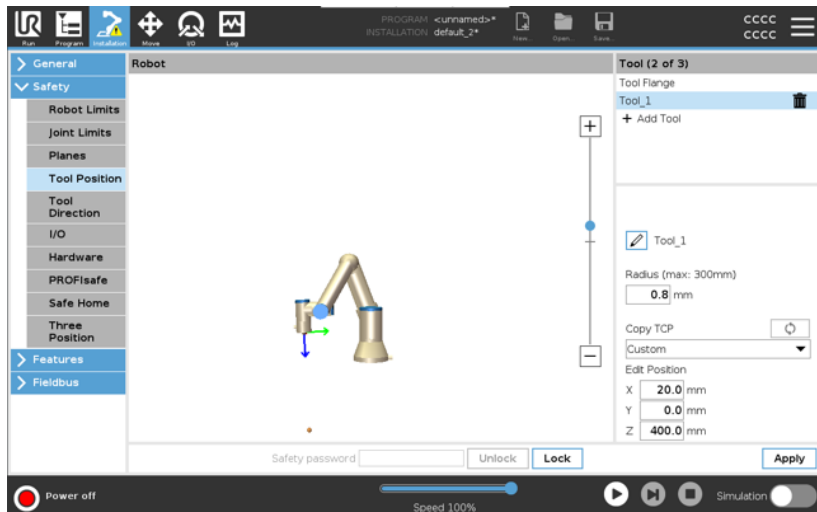 UR
Run
Program
Installation
Move
I/O
Log
PROGRAM <unnamed>*
INSTALLATION default_2*
New...
Open...
Save...
CCCC
CCCC
General
Safety
Robot Limits
Joint Limits
Planes
Tool Position
Tool
Direction
I/O
Hardware
PROFIsafe
Safe Home
Three
Position
Features
Fieldbus
Robot
Tool (2 of 3)
Tool Flange
Tool_1
+ Add Tool
Tool_1
Radius (max: 300mm)
0.8 mm
Copy TCP
Custom
Edit Position
X 20.0 mm
Y 0.0 mm
Z 400.0 mm
Safety password
Unlock
Lock
Apply
Power off
Speed 100%
Simulation